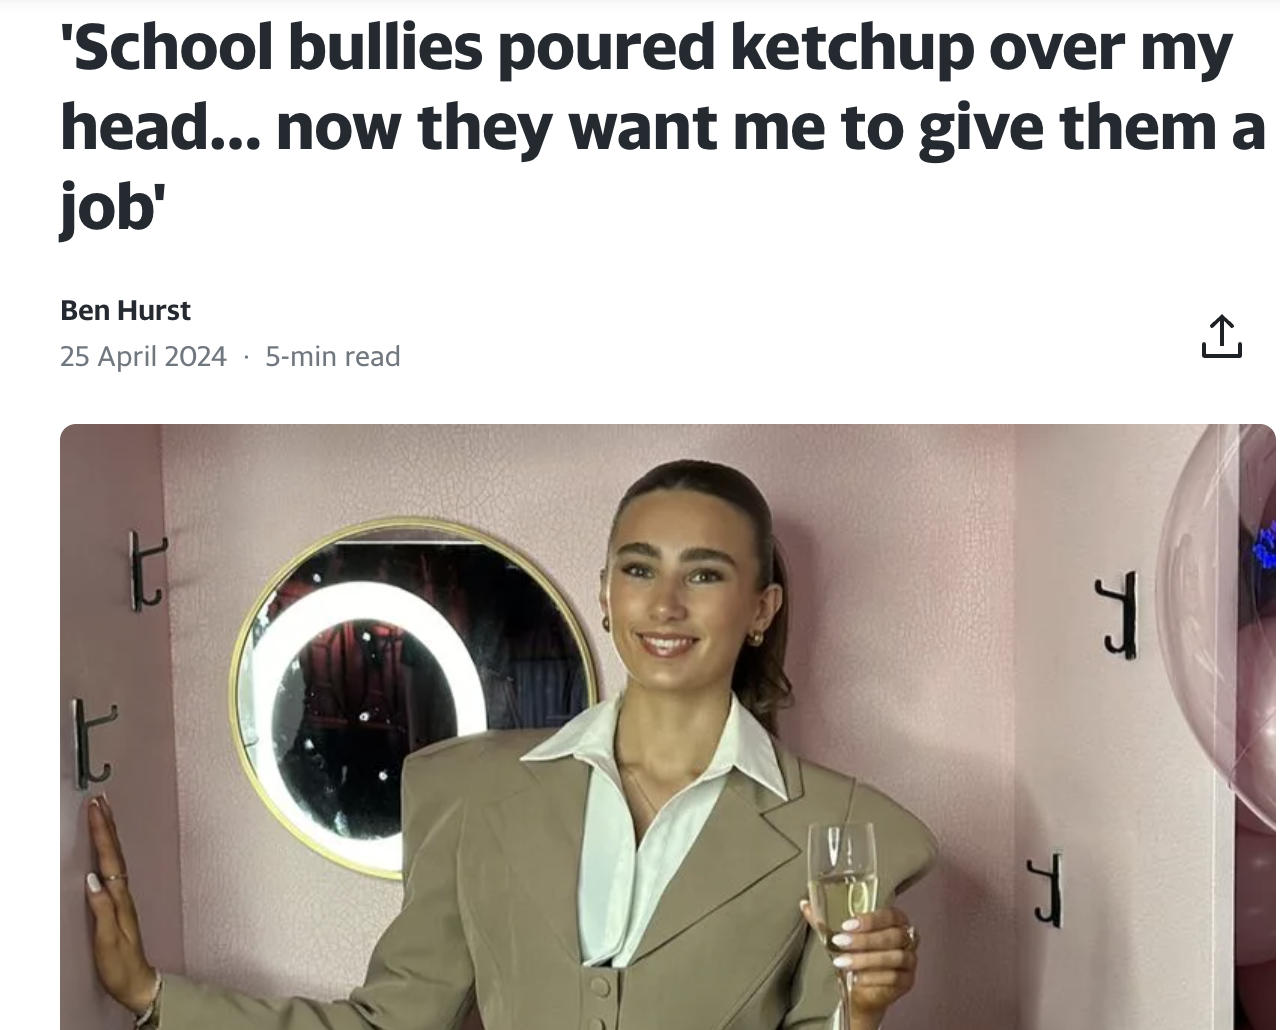 'School bullies poured ketchup over my
head... now they want me to give them a
job'
Ben Hurst
25 April 2024 · 5-min read